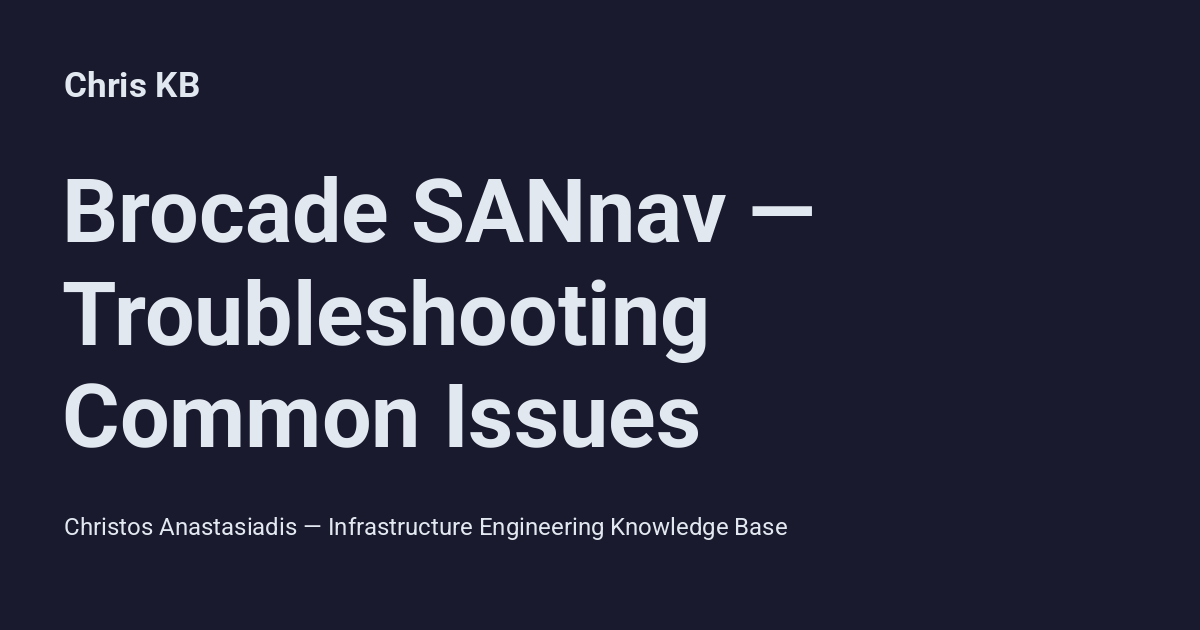 Chris KB
Brocade SANnav —
Troubleshooting
Common Issues
Christos Anastasiadis — Infrastructure Engineering Knowledge Base